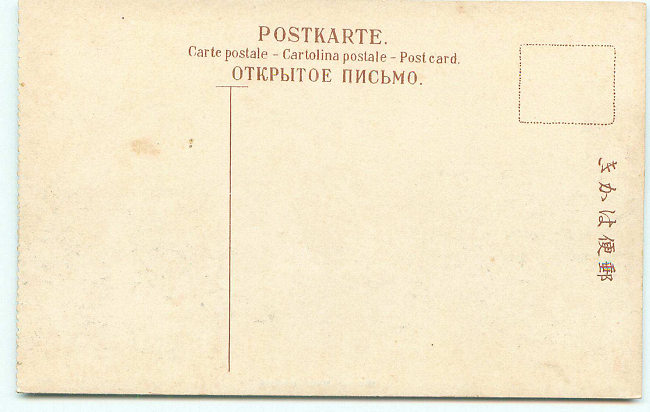 POSTKARTE.
Carte postale – Cartolina postale – Post card.
ОТКРЫТОЕ ПИСЬМО.
郵便はかき